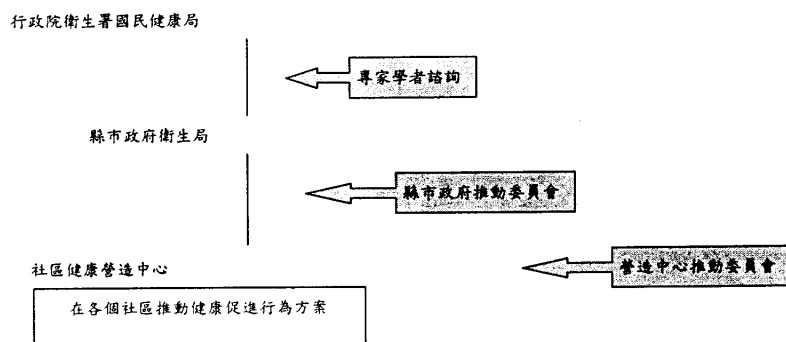 行政院衛生署國民健康局
專家學者諮詢
縣市政府衛生局
縣市政府推動委員會
社區健康營造中心
營造中心推動委員會
在各個社區推動健康促進行為方案